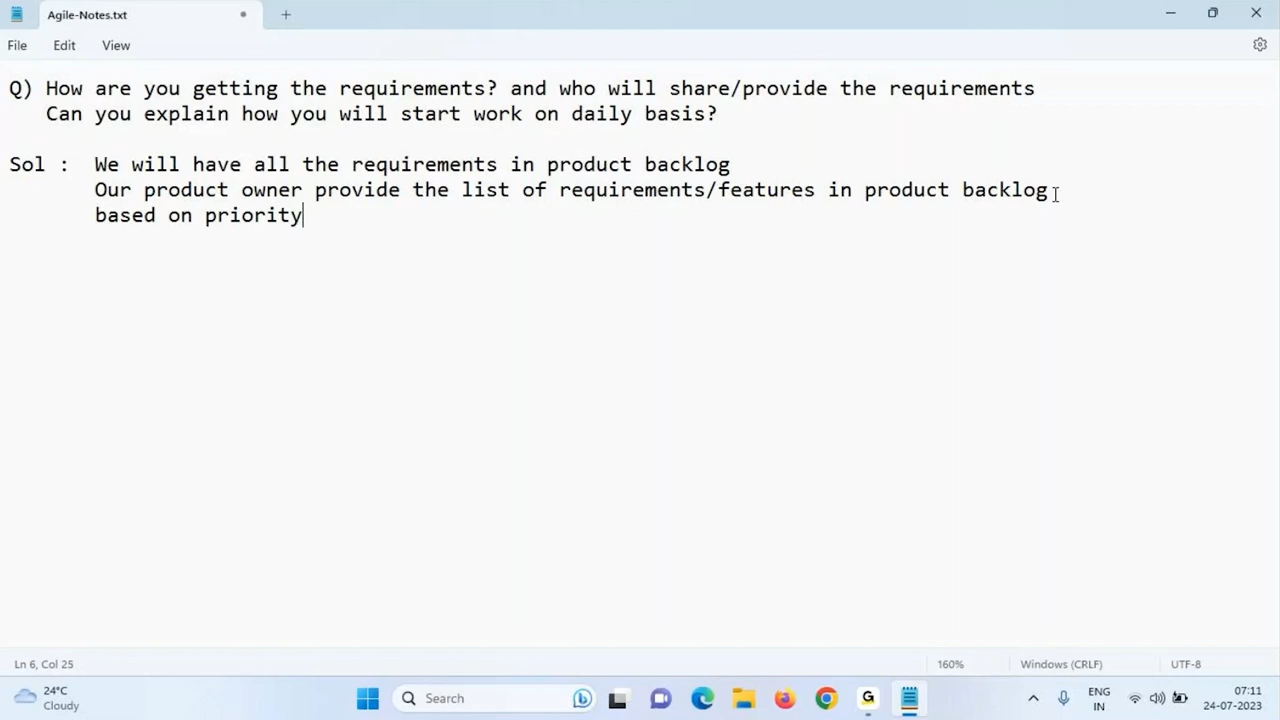 Agile-Notes.txt
File Edit View
Q) How are you getting the requirements? and who will share/provide the requirements
Can you explain how you will start work on daily basis?
Sol : We will have all the requirements in product backlog
Our product owner provide the list of requirements/features in product backlog
based on priority
Ln 6, Col 25 160% Windows (CRLF) UTF-8
24°C
Cloudy
Search
ENG
IN
07:11
24-07-2023